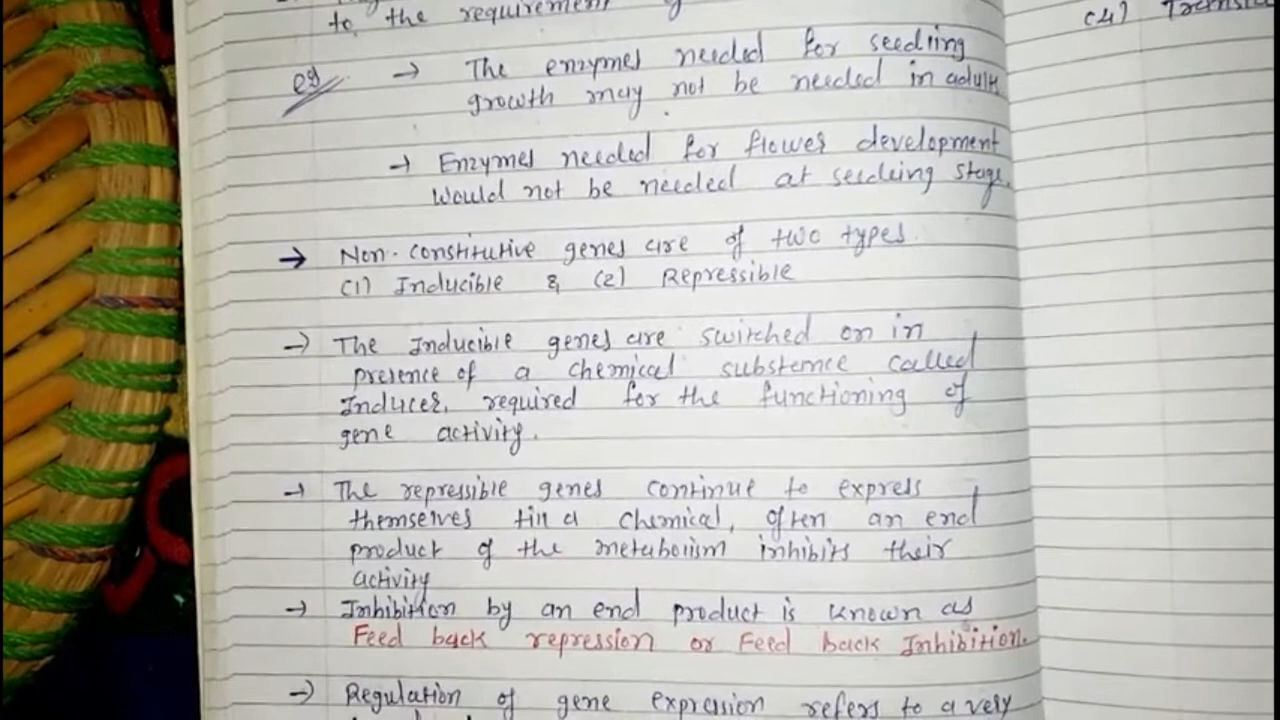 to the requirement
eg → The enzymes needed for seedling
growth may not be needed in adult
→ Enzymes needed for flower development
would not be needed at seedling stage.
→ Non-constitutive genes are of two types
(1) Inducible & (2) Repressible
→ The Inducible genes are switched on in
presence of a chemical substance called
Inducer, required for the functioning of
gene activity.
→ The repressible genes continue to express
themselves till a chemical, often an end
product of the metabolism inhibits their
activity
→ Inhibition by an end product is known as
Feed back repression or Feed back Inhibition.
→ Regulation of gene expression refers to a very
(4)